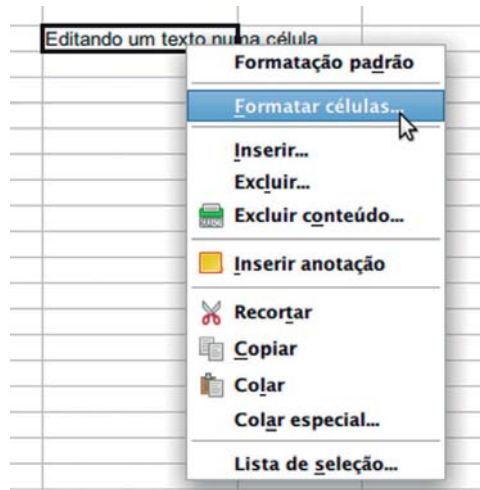 Editando um texto numa célula
Formatação padrão
Formatar células...
Inserir...
Excluir...
Excluir conteúdo...
Inserir anotação
Recortar
Copiar
Colar
Colar especial...
Lista de seleção...